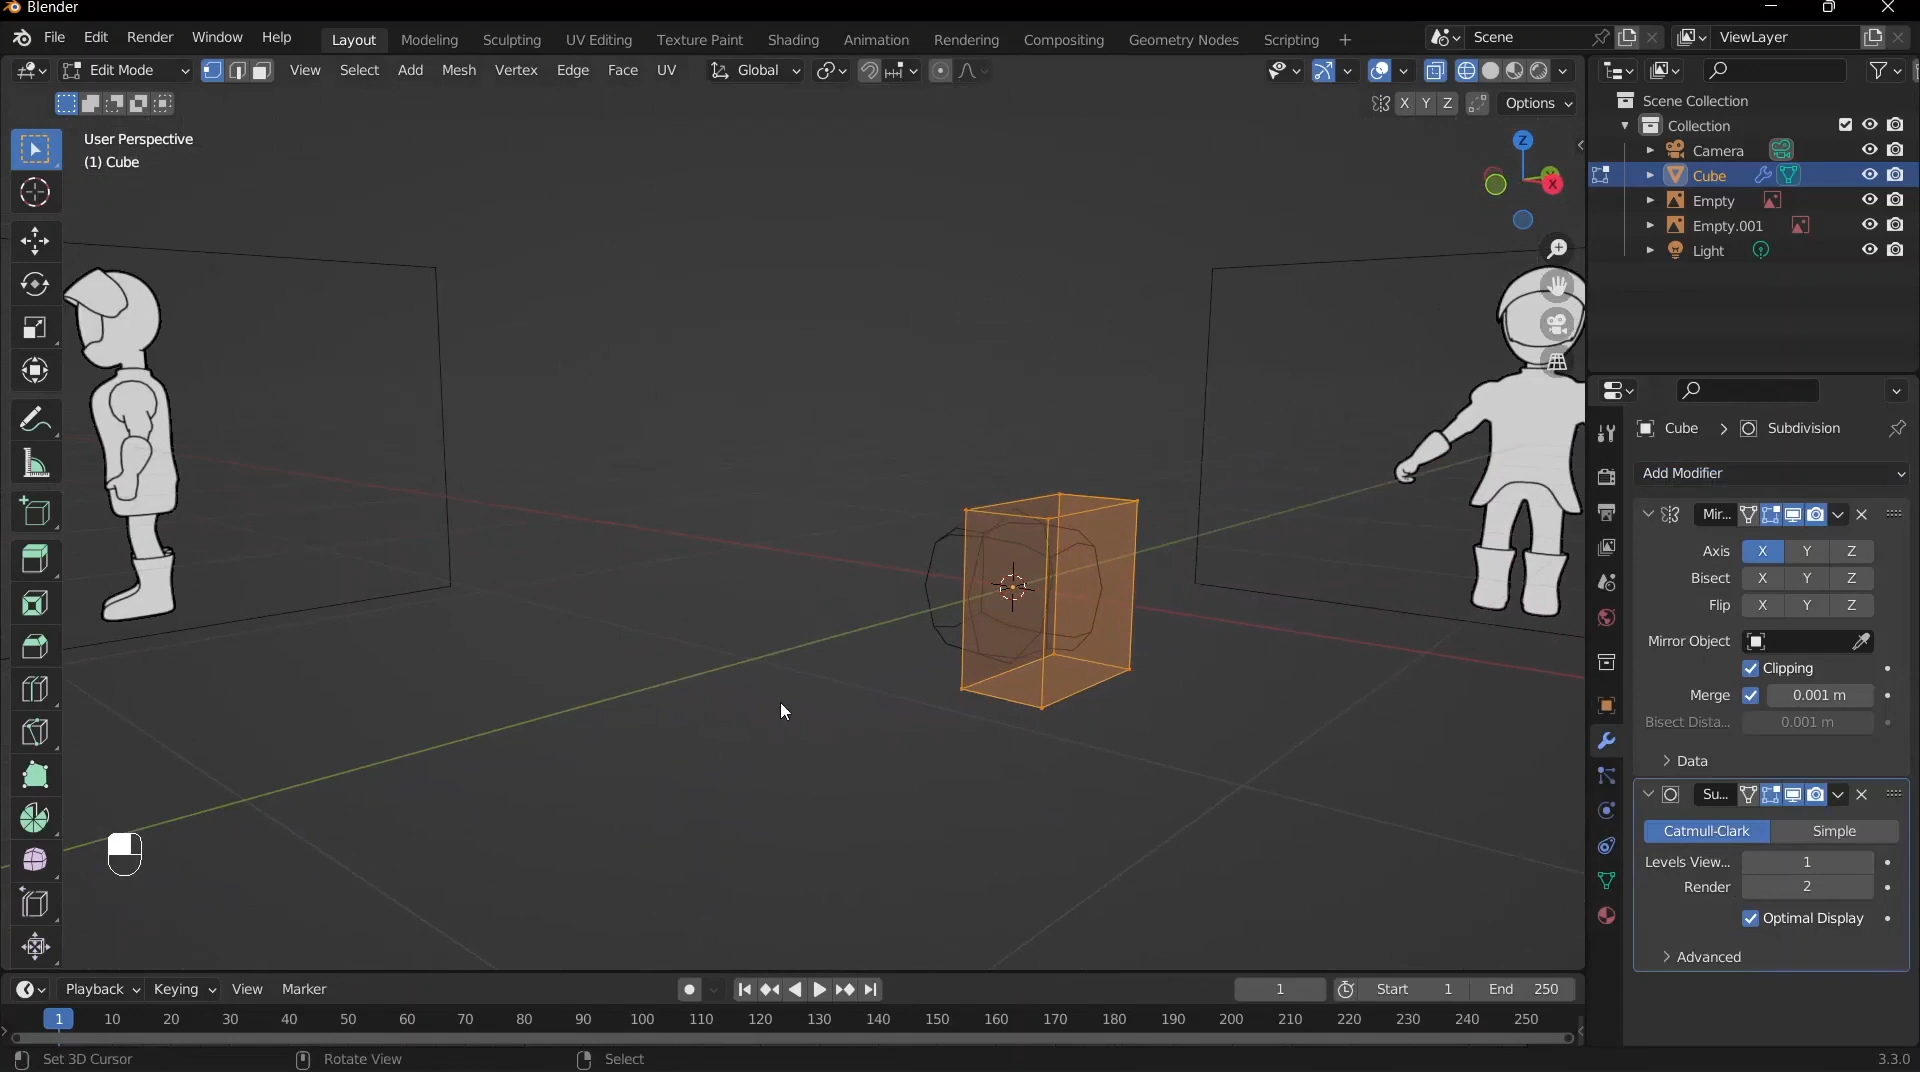 Blender
File Edit Render Window Help Layout Modeling Sculpting UV Editing Texture Paint Shading Animation Rendering Compositing Geometry Nodes Scripting + Scene ViewLayer
Edit Mode View Select Add Mesh Vertex Edge Face UV Global
X Y Z Options
User Perspective
(1) Cube
Z
X
Scene Collection
Collection
Camera
Cube
Empty
Empty.001
Light
Cube > Subdivision
Add Modifier
Mir...
Axis X Y Z
Bisect X Y Z
Flip X Y Z
Mirror Object
Clipping
Merge 0.001 m
Bisect Dista... 0.001 m
> Data
Su...
Catmull-Clark Simple
Levels View... 1
Render 2
Optimal Display
> Advanced
Playback Keying View Marker 1 Start 1 End 250
1 10 20 30 40 50 60 70 80 90 100 110 120 130 140 150 160 170 180 190 200 210 220 230 240 250
Set 3D Cursor Rotate View Select 3.3.0